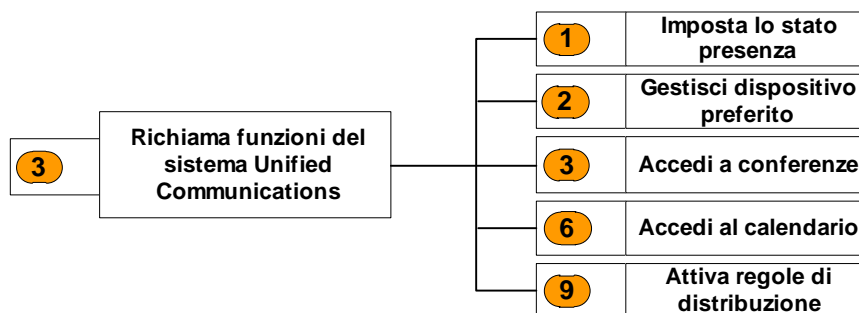 3
Richiama funzioni del
sistema Unified
Communications
1
Imposta lo stato
presenza
2
Gestisci dispositivo
preferito
3
Accedi a conferenze
6
Accedi al calendario
9
Attiva regole di
distribuzione